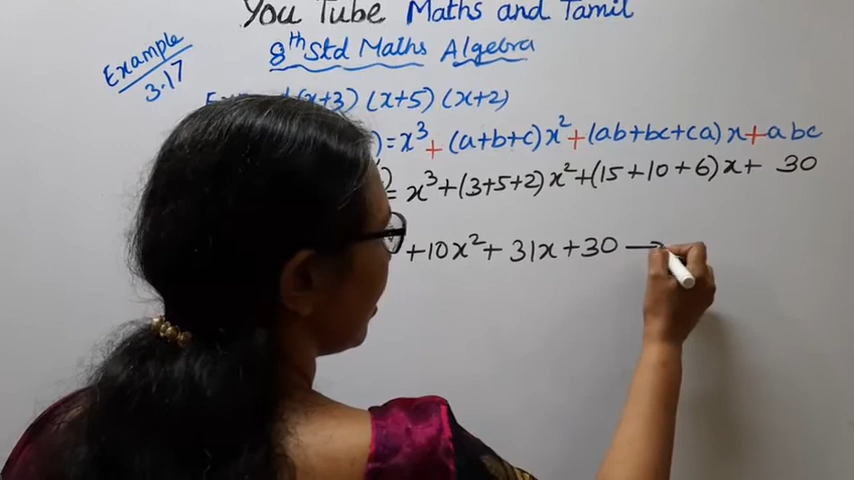 You Tube Maths and Tamil
8th Std Maths Algebra
Example
3.17
(x+3) (x+5) (x+2)
) = x³ + (a+b+c)x² + (ab+bc+ca)x + abc
= x³+(3+5+2)x²+(15+10+6)x+ 30
+10x²+ 31x+30 →